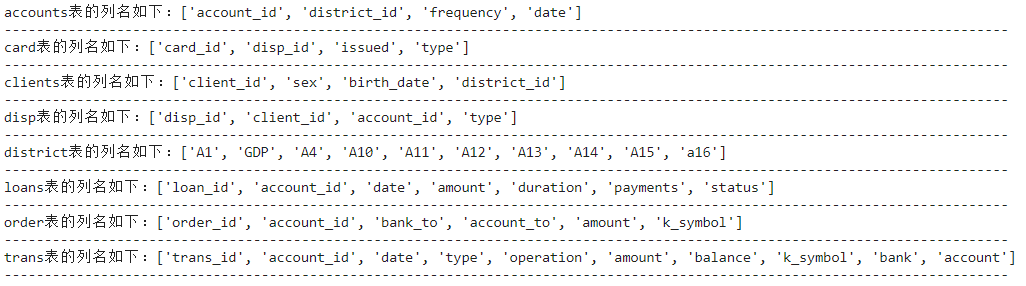 accounts表的列名如下：['account_id', 'district_id', 'frequency', 'date']
card表的列名如下：['card_id', 'disp_id', 'issued', 'type']
clients表的列名如下：['client_id', 'sex', 'birth_date', 'district_id']
disp表的列名如下：['disp_id', 'client_id', 'account_id', 'type']
district表的列名如下：['A1', 'GDP', 'A4', 'A10', 'A11', 'A12', 'A13', 'A14', 'A15', 'a16']
loans表的列名如下：['loan_id', 'account_id', 'date', 'amount', 'duration', 'payments', 'status']
order表的列名如下：['order_id', 'account_id', 'bank_to', 'account_to', 'amount', 'k_symbol']
trans表的列名如下：['trans_id', 'account_id', 'date', 'type', 'operation', 'amount', 'balance', 'k_symbol', 'bank', 'account']